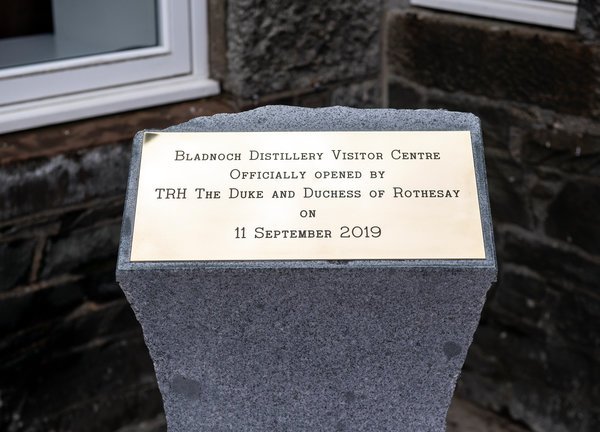 Bladnoch Distillery Visitor Centre
Officially opened by
TRH The Duke and Duchess of Rothesay
on
11 September 2019